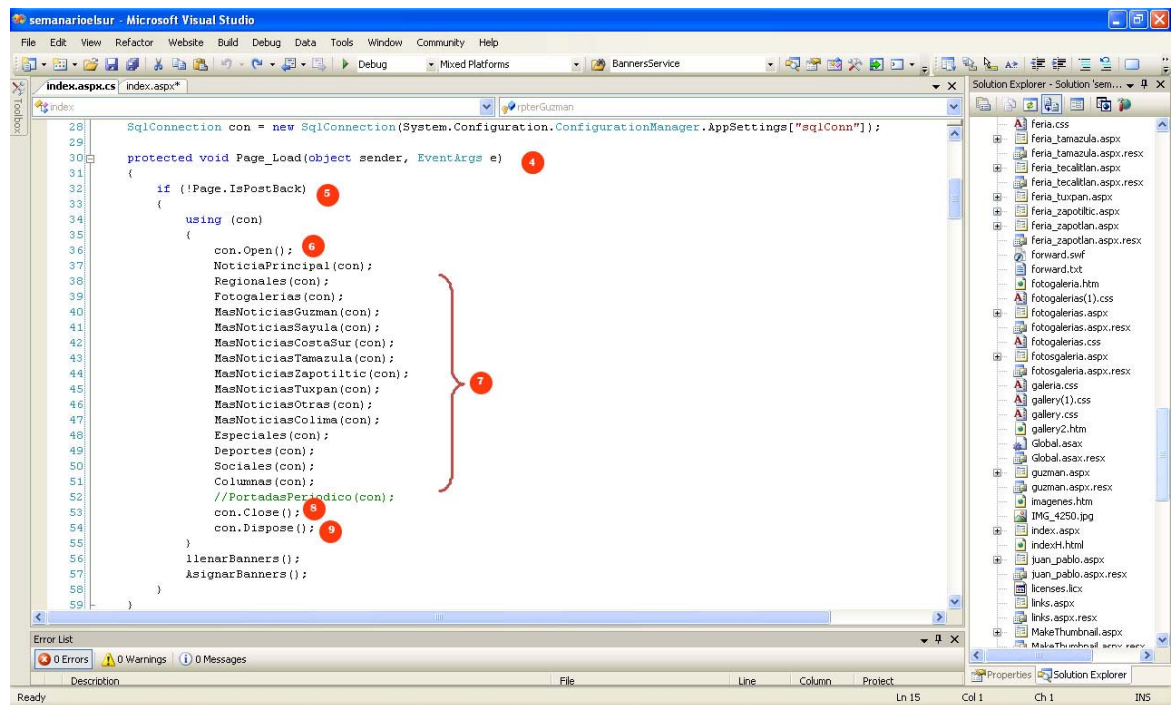 semanarioelsur - Microsoft Visual Studio
File Edit View Refactor Website Build Debug Data Tools Window Community Help
Debug Mixed Platforms BannersService
index.aspx.cs index.aspx*
Toolbox
index rpterGuzman
28 SqlConnection con = new SqlConnection(System.Configuration.ConfigurationManager.AppSettings["sqlConn"]);
29
30 protected void Page_Load(object sender, EventArgs e) 4
31 {
32 if (!Page.IsPostBack) 5
33 {
34 using (con)
35 {
36 con.Open(); 6
37 NoticiaPrincipal(con);
38 Regionales(con);
39 Fotogalerias(con);
40 MasNoticiasGuzman(con);
41 MasNoticiasSayula(con);
42 MasNoticiasCostaSur(con);
43 MasNoticiasTamazula(con);
44 MasNoticiasZapotiltic(con); 7
45 MasNoticiasTuxpan(con);
46 MasNoticiasOtras(con);
47 MasNoticiasColima(con);
48 Especiales(con);
49 Deportes(con);
50 Sociales(con);
51 Columnas(con);
52 //PortadasPeriodico(con);
53 con.Close(); 8
54 con.Dispose(); 9
55 }
56 llenarBanners();
57 AsignarBanners();
58 }
59 }
Solution Explorer - Solution 'sem...
feria.css
feria_tamazula.aspx
feria_tamazula.aspx.resx
feria_tecalitlan.aspx
feria_tecalitlan.aspx.resx
feria_tuxpan.aspx
feria_zapotiltic.aspx
feria_zapotlan.aspx
feria_zapotlan.aspx.resx
forward.swf
forward.txt
fotogaleria.htm
fotogalerias(1).css
fotogalerias.aspx
fotogalerias.aspx.resx
fotogalerias.css
fotosgaleria.aspx
fotosgaleria.aspx.resx
galeria.css
gallery(1).css
gallery.css
gallery2.htm
Global.asax
Global.asax.resx
guzman.aspx
guzman.aspx.resx
imagenes.htm
IMG_4250.jpg
index.aspx
indexH.html
juan_pablo.aspx
juan_pablo.aspx.resx
licenses.licx
links.aspx
links.aspx.resx
MakeThumbnail.aspx
MakeThumbnail.aspx.resx
Properties Solution Explorer
Error List
0 Errors 0 Warnings 0 Messages
Description File Line Column Project
Ready Ln 15 Col 1 Ch 1 INS